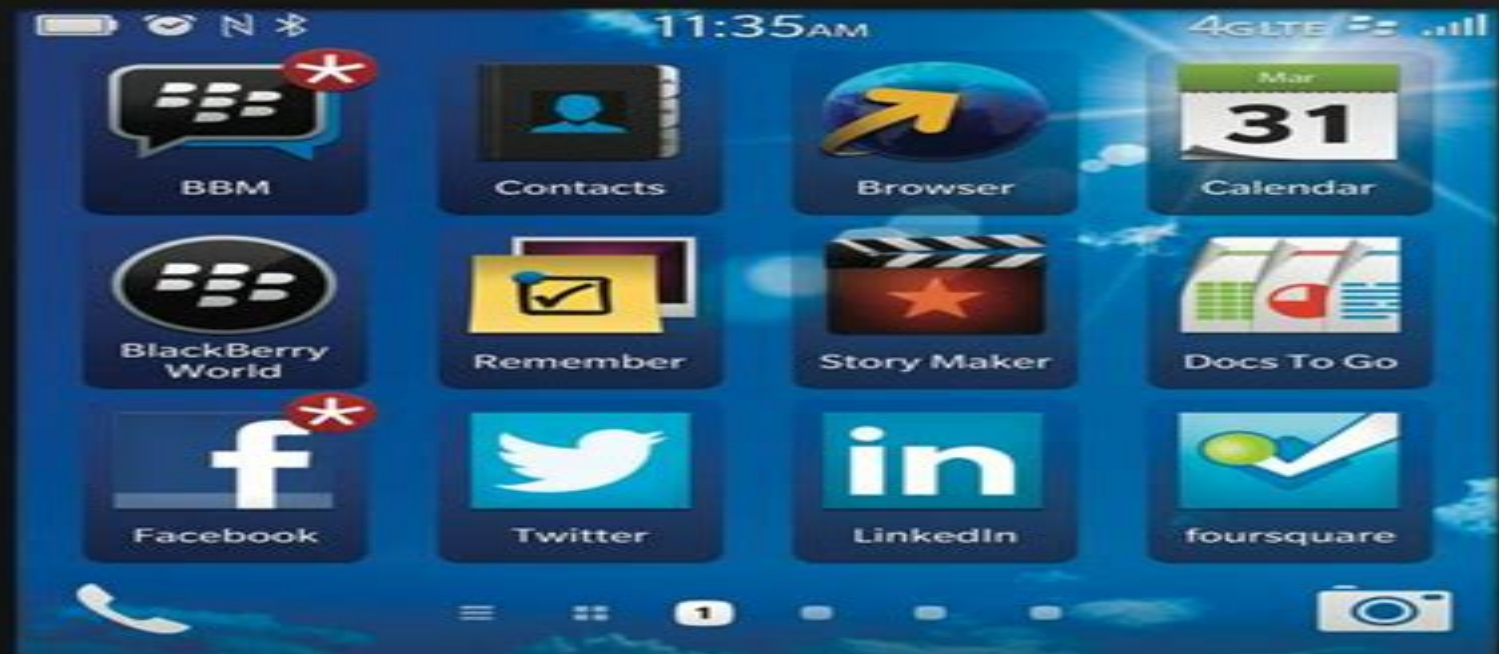 11:35AM
4GLTE
BBM
Contacts
Browser
Mar
31
Calendar
BlackBerry
World
Remember
Story Maker
Docs To Go
f
Facebook
Twitter
in
LinkedIn
foursquare
1